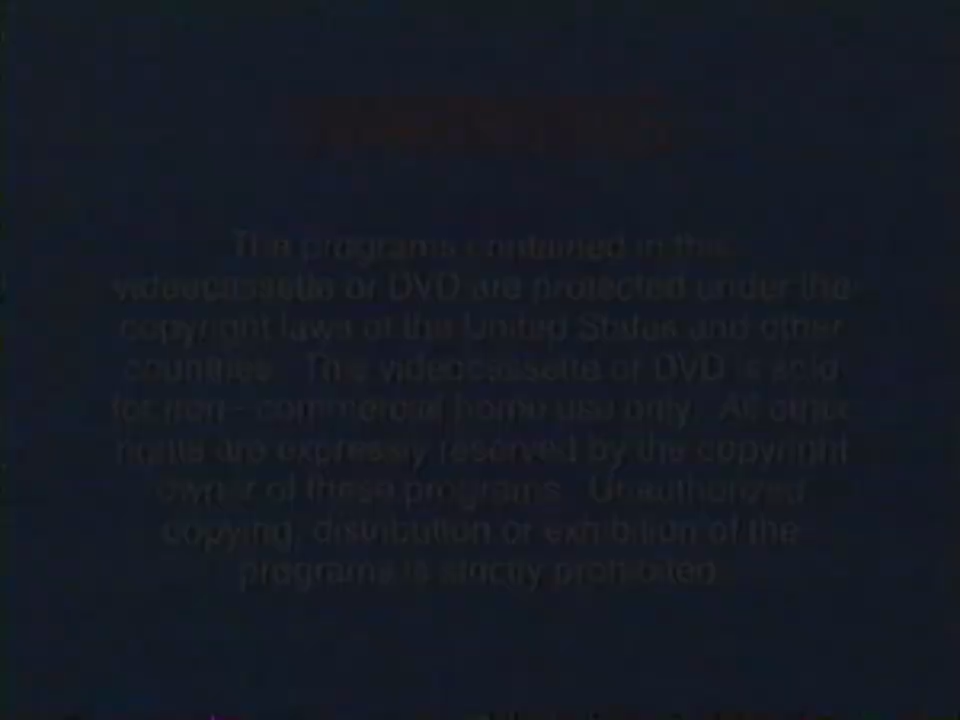 The programs contained in this
videocassette or DVD are protected under the
copyright laws of the United States and other
countries. This videocassette or DVD is sold
for non-commercial home use only. All other
rights are expressly reserved by the copyright
owner of these programs. Unauthorized
copying, distribution or exhibition of the
programs is strictly prohibited.